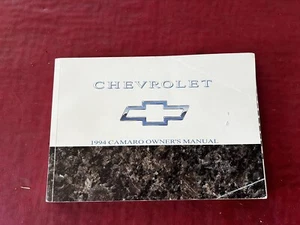 CHEVROLET
1994 CAMARO OWNER'S MANUAL